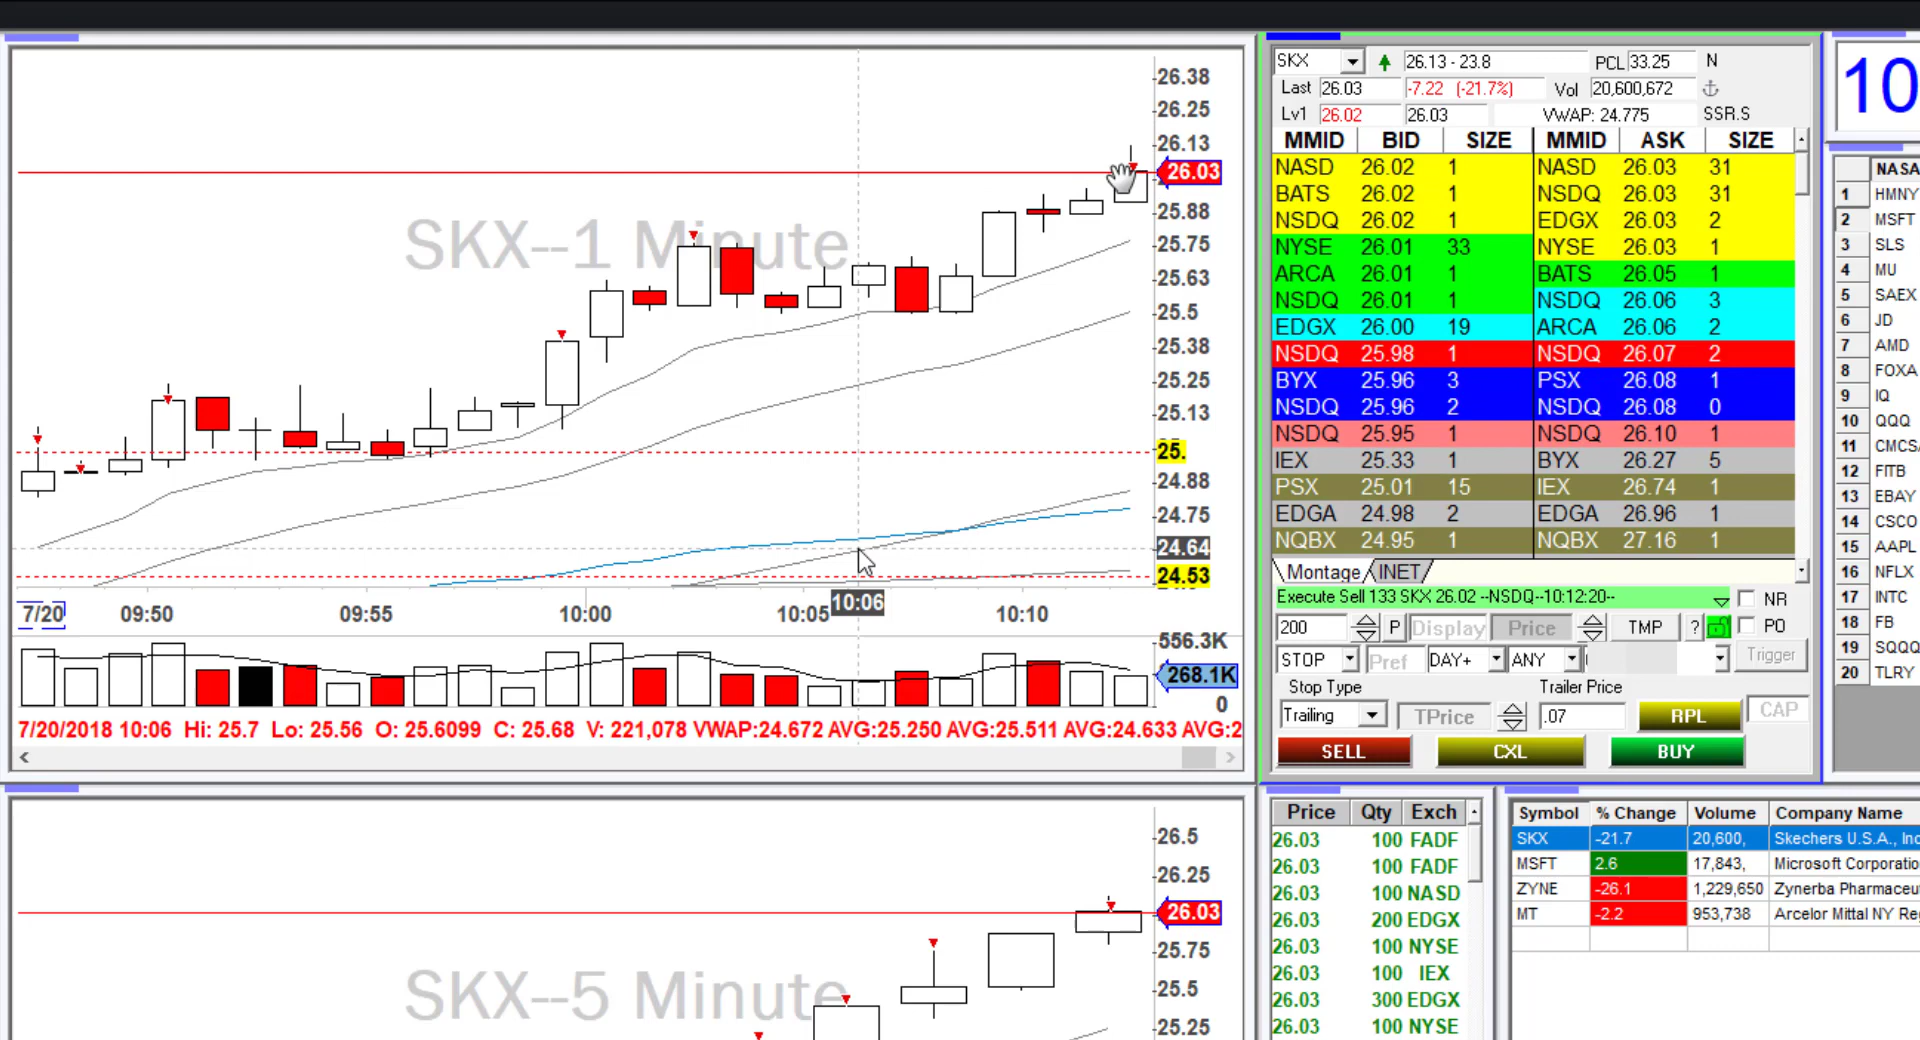 26.38
26.25
26.13
26.03
25.88
25.75
25.63
25.5
25.38
25.25
25.13
25.
24.88
24.75
24.64
24.53
SKX--1 Minute
7/20 09:50 09:55 10:00 10:05 10:06 10:10
556.3K
268.1K
0
7/20/2018 10:06 Hi: 25.7 Lo: 25.56 O: 25.6099 C: 25.68 V: 221,078 VWAP:24.672 AVG:25.250 AVG:25.511 AVG:24.633 AVG:2
SKX--5 Minute
26.5
26.25
26.03
25.75
25.5
25.25
SKX 26.13 - 23.8 PCL 33.25 N
Last 26.03 -7.22 (-21.7%) Vol 20,600,672
Lv1 26.02 26.03 VWAP: 24.775 SSR.S
MMID BID SIZE MMID ASK SIZE
NASD 26.02 1 NASD 26.03 31
BATS 26.02 1 NSDQ 26.03 31
NSDQ 26.02 1 EDGX 26.03 2
NYSE 26.01 33 NYSE 26.03 1
ARCA 26.01 1 BATS 26.05 1
NSDQ 26.01 1 NSDQ 26.06 3
EDGX 26.00 19 ARCA 26.06 2
NSDQ 25.98 1 NSDQ 26.07 2
BYX 25.96 3 PSX 26.08 1
NSDQ 25.96 2 NSDQ 26.08 0
NSDQ 25.95 1 NSDQ 26.10 1
IEX 25.33 1 BYX 26.27 5
PSX 25.01 15 IEX 26.74 1
EDGA 24.98 2 EDGA 26.96 1
NQBX 24.95 1 NQBX 27.16 1
Montage INET
Execute Sell 133 SKX 26.02 --NSDQ--10:12:20-- NR
200 P Display Price TMP ? PO
STOP Pref DAY+ ANY Trigger
Stop Type Trailer Price
Trailing TPrice .07 RPL CAP
SELL CXL BUY
Price Qty Exch
26.03 100 FADF
26.03 100 FADF
26.03 100 NASD
26.03 200 EDGX
26.03 100 NYSE
26.03 100 IEX
26.03 300 EDGX
26.03 100 NYSE
Symbol % Change Volume Company Name
SKX -21.7 20,600, Skechers U.S.A., Inc
MSFT 2.6 17,843, Microsoft Corporatio
ZYNE -26.1 1,229,650 Zynerba Pharmaceu
MT -2.2 953,738 Arcelor Mittal NY Re
10
NASA
1 HMNY
2 MSFT
3 SLS
4 MU
5 SAEX
6 JD
7 AMD
8 FOXA
9 IQ
10 QQQ
11 CMCS
12 FITB
13 EBAY
14 CSCO
15 AAPL
16 NFLX
17 INTC
18 FB
19 SQQQ
20 TLRY